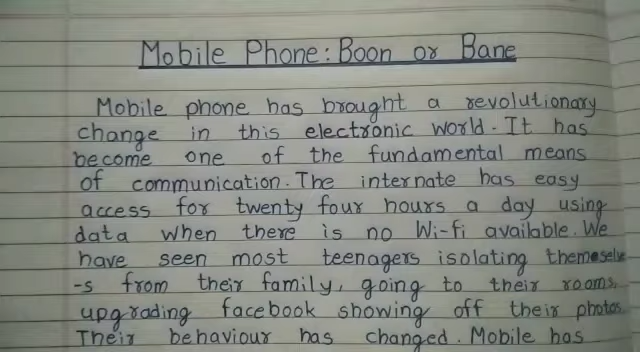 Mobile Phone: Boon or Bane
Mobile phone has brought a revolutionary
change in this electronic world. It has
become one of the fundamental means
of communication. The internate has easy
access for twenty four hours a day using
data when there is no Wi-fi available. We
have seen most teenagers isolating themeselve
-s from their family, going to their rooms,
upgrading facebook showing off their photos.
Their behaviour has changed. Mobile has